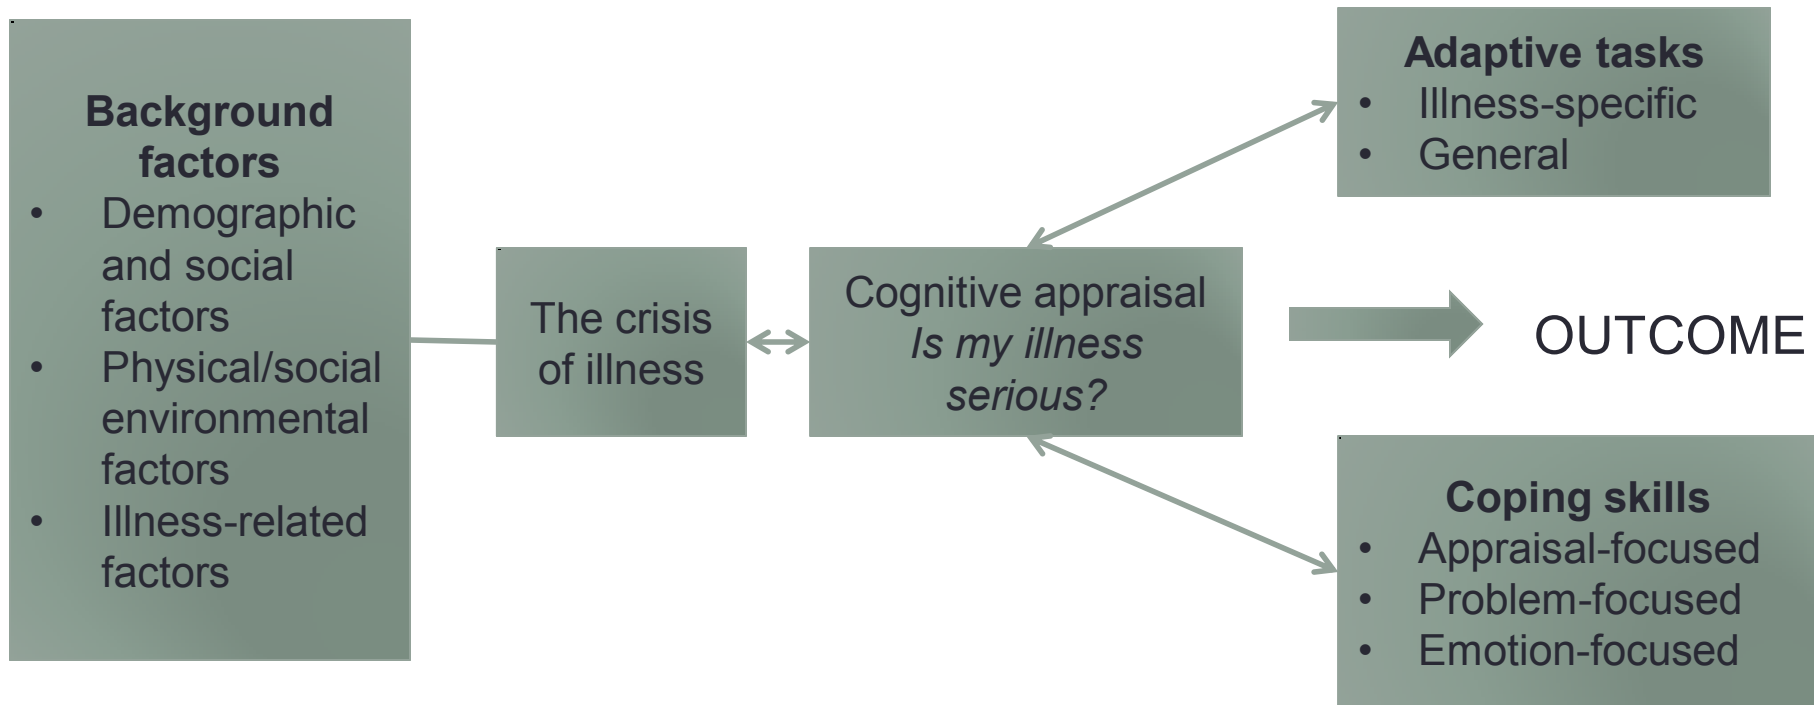 Background
factors
• Demographic
and social
factors
• Physical/social
environmental
factors
• Illness-related
factors
The crisis
of illness
Cognitive appraisal
Is my illness
serious?
Adaptive tasks
• Illness-specific
• General
OUTCOME
Coping skills
• Appraisal-focused
• Problem-focused
• Emotion-focused